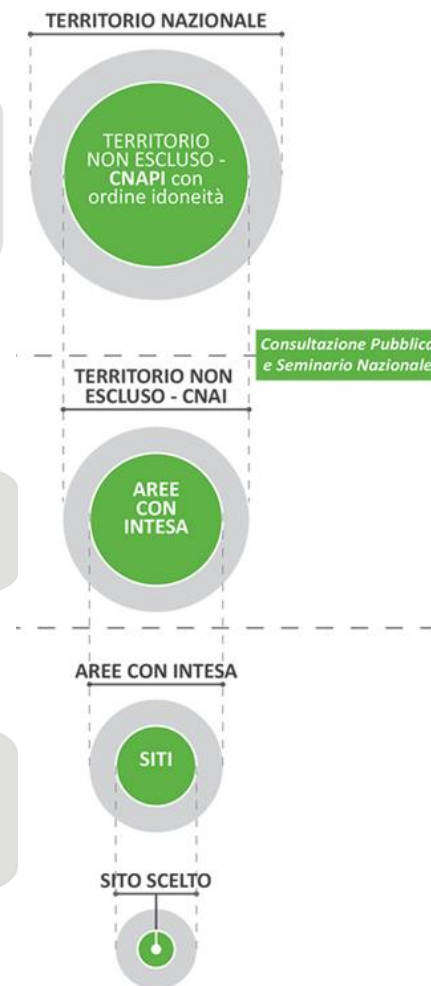 TERRITORIO NAZIONALE
TERRITORIO
NON ESCLUSO -
CNAPI con
ordine idoneità
Consultazione Pubblica
e Seminario Nazionale
TERRITORIO NON
ESCLUSO - CNAI
AREE
CON
INTESA
AREE CON INTESA
SITI
SITO SCELTO